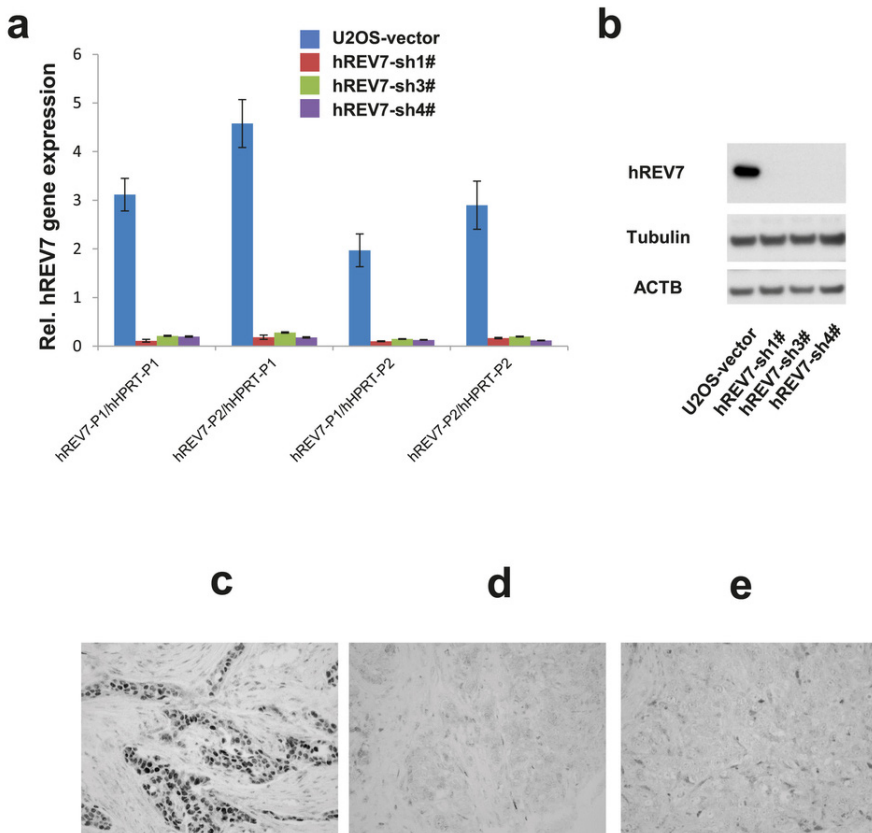 a
U2OS-vector
hREV7-sh1#
hREV7-sh3#
hREV7-sh4#
Rel. hREV7 gene expression
6
5
4
3
2
1
0
hREV7-P1/hHPRT-P1
hREV7-P2/hHPRT-P1
hREV7-P1/hHPRT-P2
hREV7-P2/hHPRT-P2
b
hREV7
Tubulin
ACTB
U2OS-vector
hREV7-sh1#
hREV7-sh3#
hREV7-sh4#
c
d
e